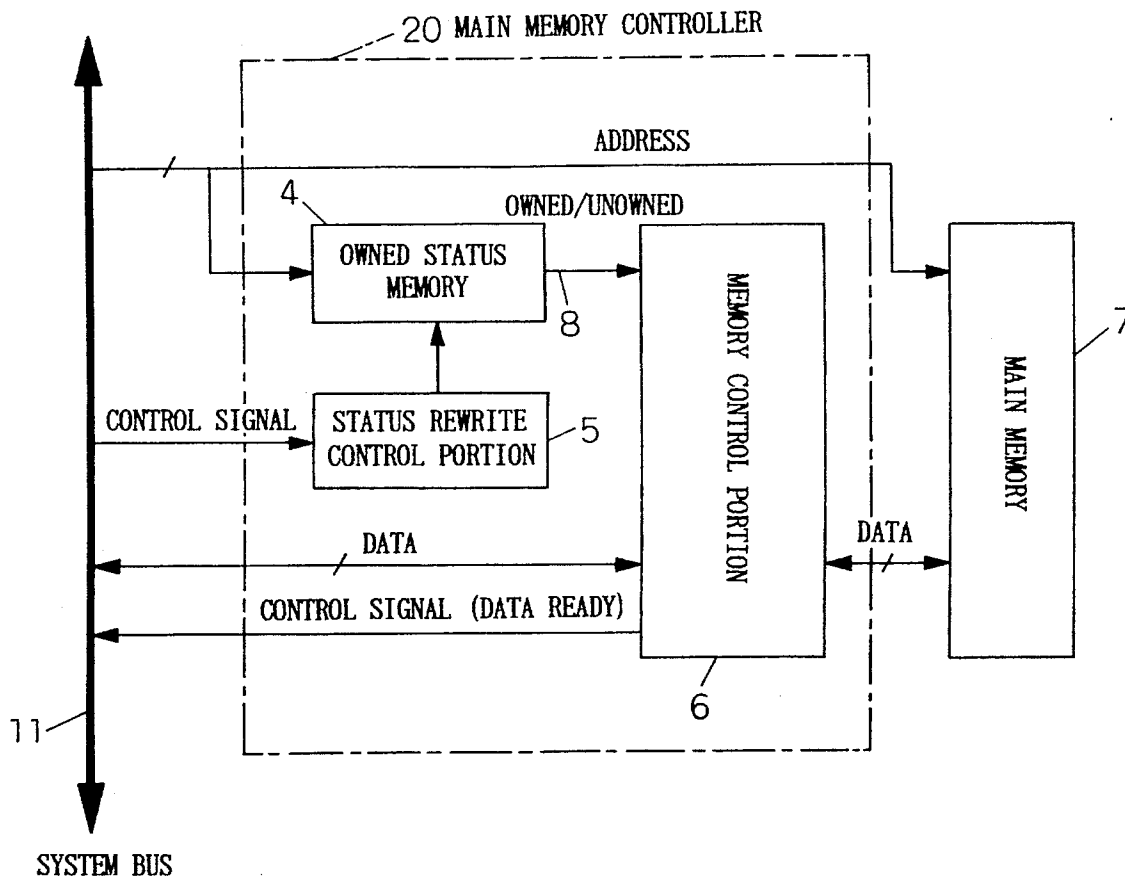 20 MAIN MEMORY CONTROLLER
ADDRESS
4
OWNED/UNOWNED
OWNED STATUS
MEMORY
8
MEMORY CONTROL PORTION
MAIN MEMORY
7
CONTROL SIGNAL
STATUS REWRITE
CONTROL PORTION
5
DATA
DATA
CONTROL SIGNAL (DATA READY)
6
11
SYSTEM BUS